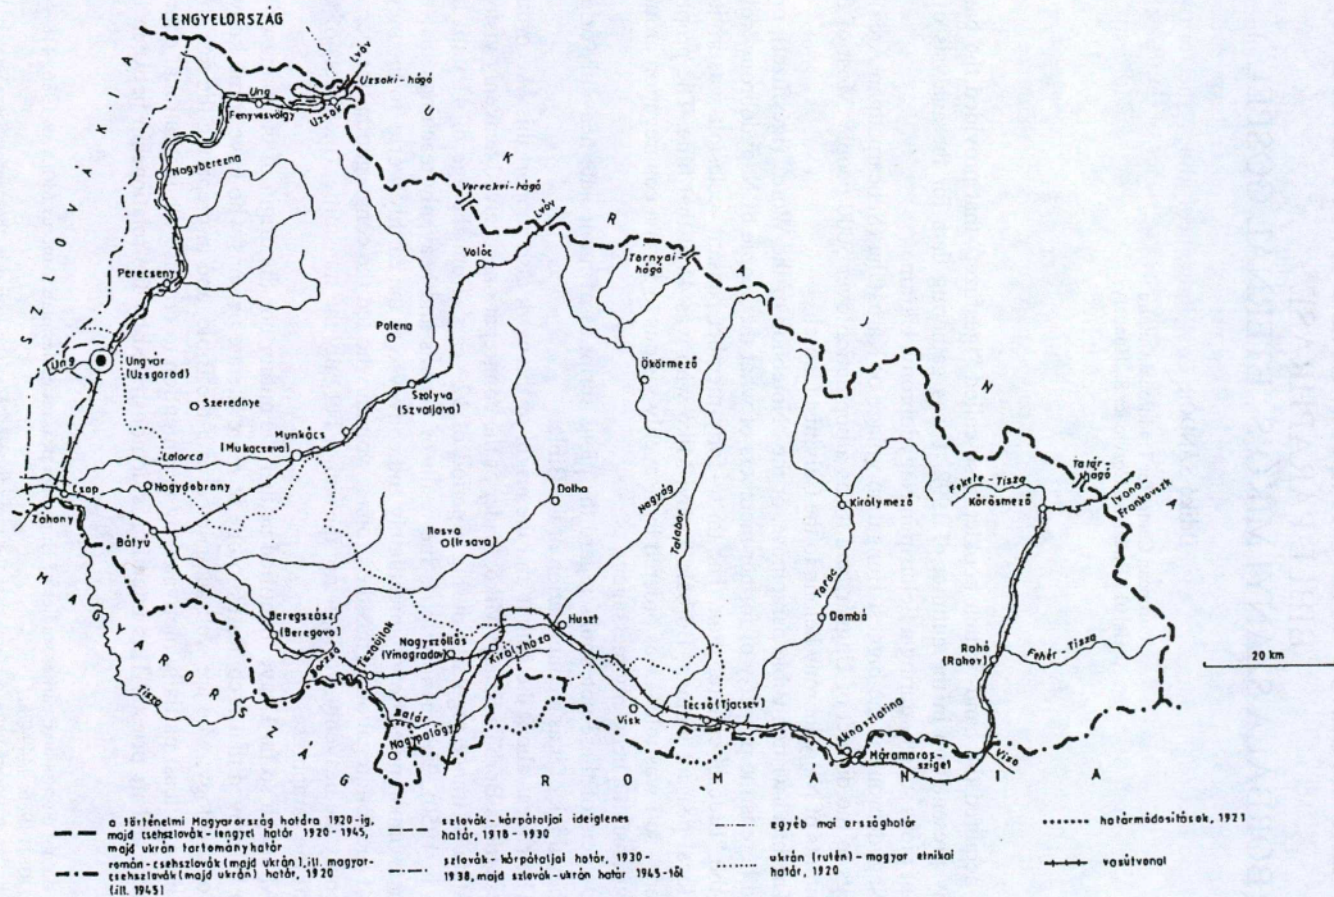 LENGYELORSZÁG
SZLOVÁKIA
UKRAJNA
MAGYARORSZÁG
ROMÁNIA
Lvóv
Uzsoki-hágó
Uzsok
Ung
Fenyvesvölgy
Nagyberezna
Vereckei-hágó
Lvóv
Volóc
Tornyai-hágó
Perecseny
Polena
Ökörmező
Ung
Ungvár
(Uzsgorod)
Szolyva
(Szvaljava)
Szerednye
Munkács
(Mukacseva)
Latorca
Csap
Nagydobrany
Záhony
Bátyú
Dolha
Ilosva
(Irsava)
Nagyág
Talabor
Királymező
Tarac
Dombó
Fekete-Tisza
Kőrösmező
Tatár-
hágó
Ivano-
Frankovszk
Beregszász
(Beregovo)
Borzsa
Tiszaújlak
Nagyszőllős
(Vinogradov)
Királyháza
Huszt
Rahó
(Rahov)
Fehér-Tisza
20 km
Tisza
Batár
Nagypalágy
Visk
Técső (Tjacsev)
Aknaszlatina
Máramaros-
sziget
Visó
a történelmi Magyarország határa 1920-ig,
majd csehszlovák-lengyel határ 1920-1945,
majd ukrán tartományhatár
román-csehszlovák (majd ukrán), ill. magyar-
csehszlovák (majd ukrán) határ, 1920
(ill. 1945)
szlovák-kárpátaljai ideiglenes
határ, 1918-1930
szlovák-kárpátaljai határ, 1930-
1938, majd szlovák-ukrán határ 1945-től
egyéb mai országhatár
ukrán (rutén)-magyar etnikai
határ, 1920
határmódosítások, 1921
vasútvonal